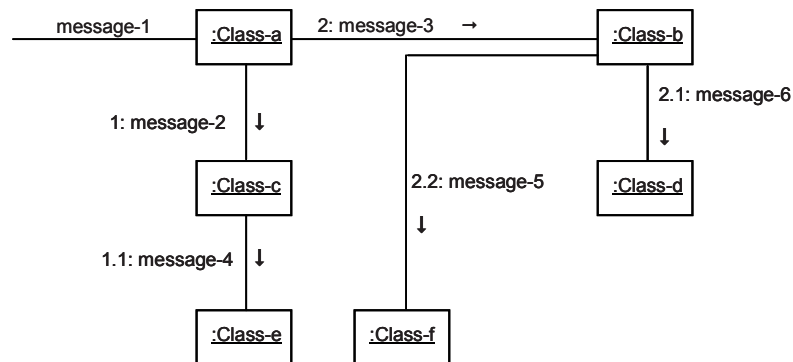 message-1
:Class-a
2: message-3 →
:Class-b
1: message-2 ↓
2.1: message-6
↓
:Class-c
2.2: message-5
↓
:Class-d
1.1: message-4 ↓
:Class-e
:Class-f